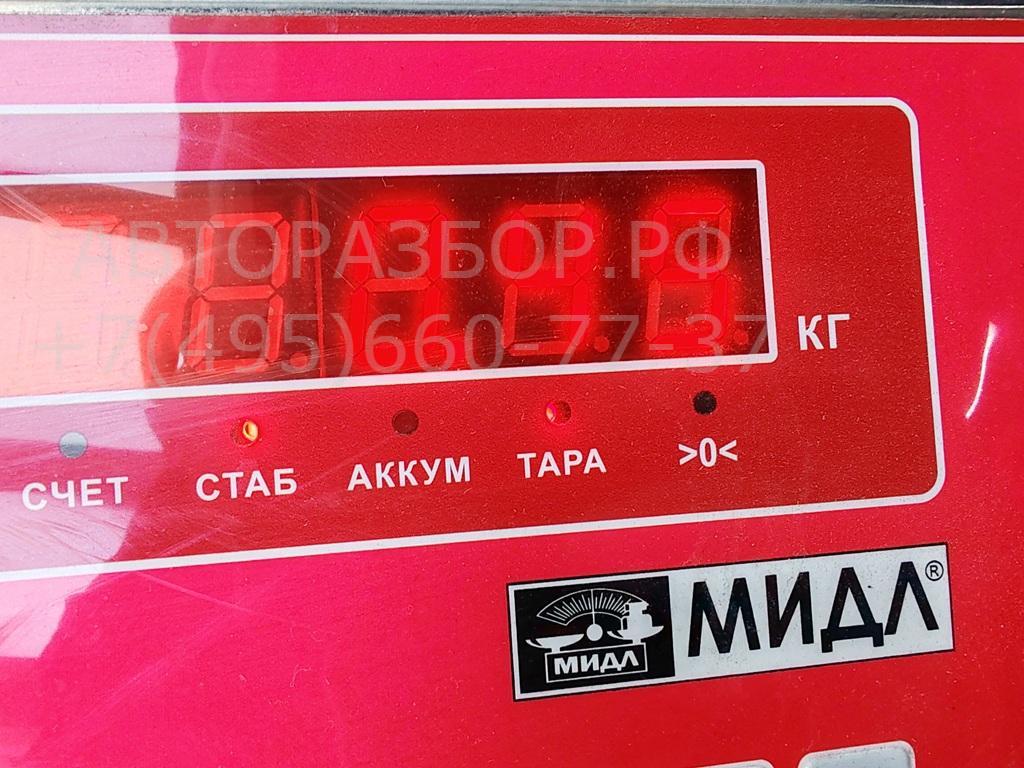 АВТОРАЗБОР.РФ
+7(495)660-77-37
КГ
СЧЕТ СТАБ АККУМ ТАРА >0<
МИДЛ МИДЛ®